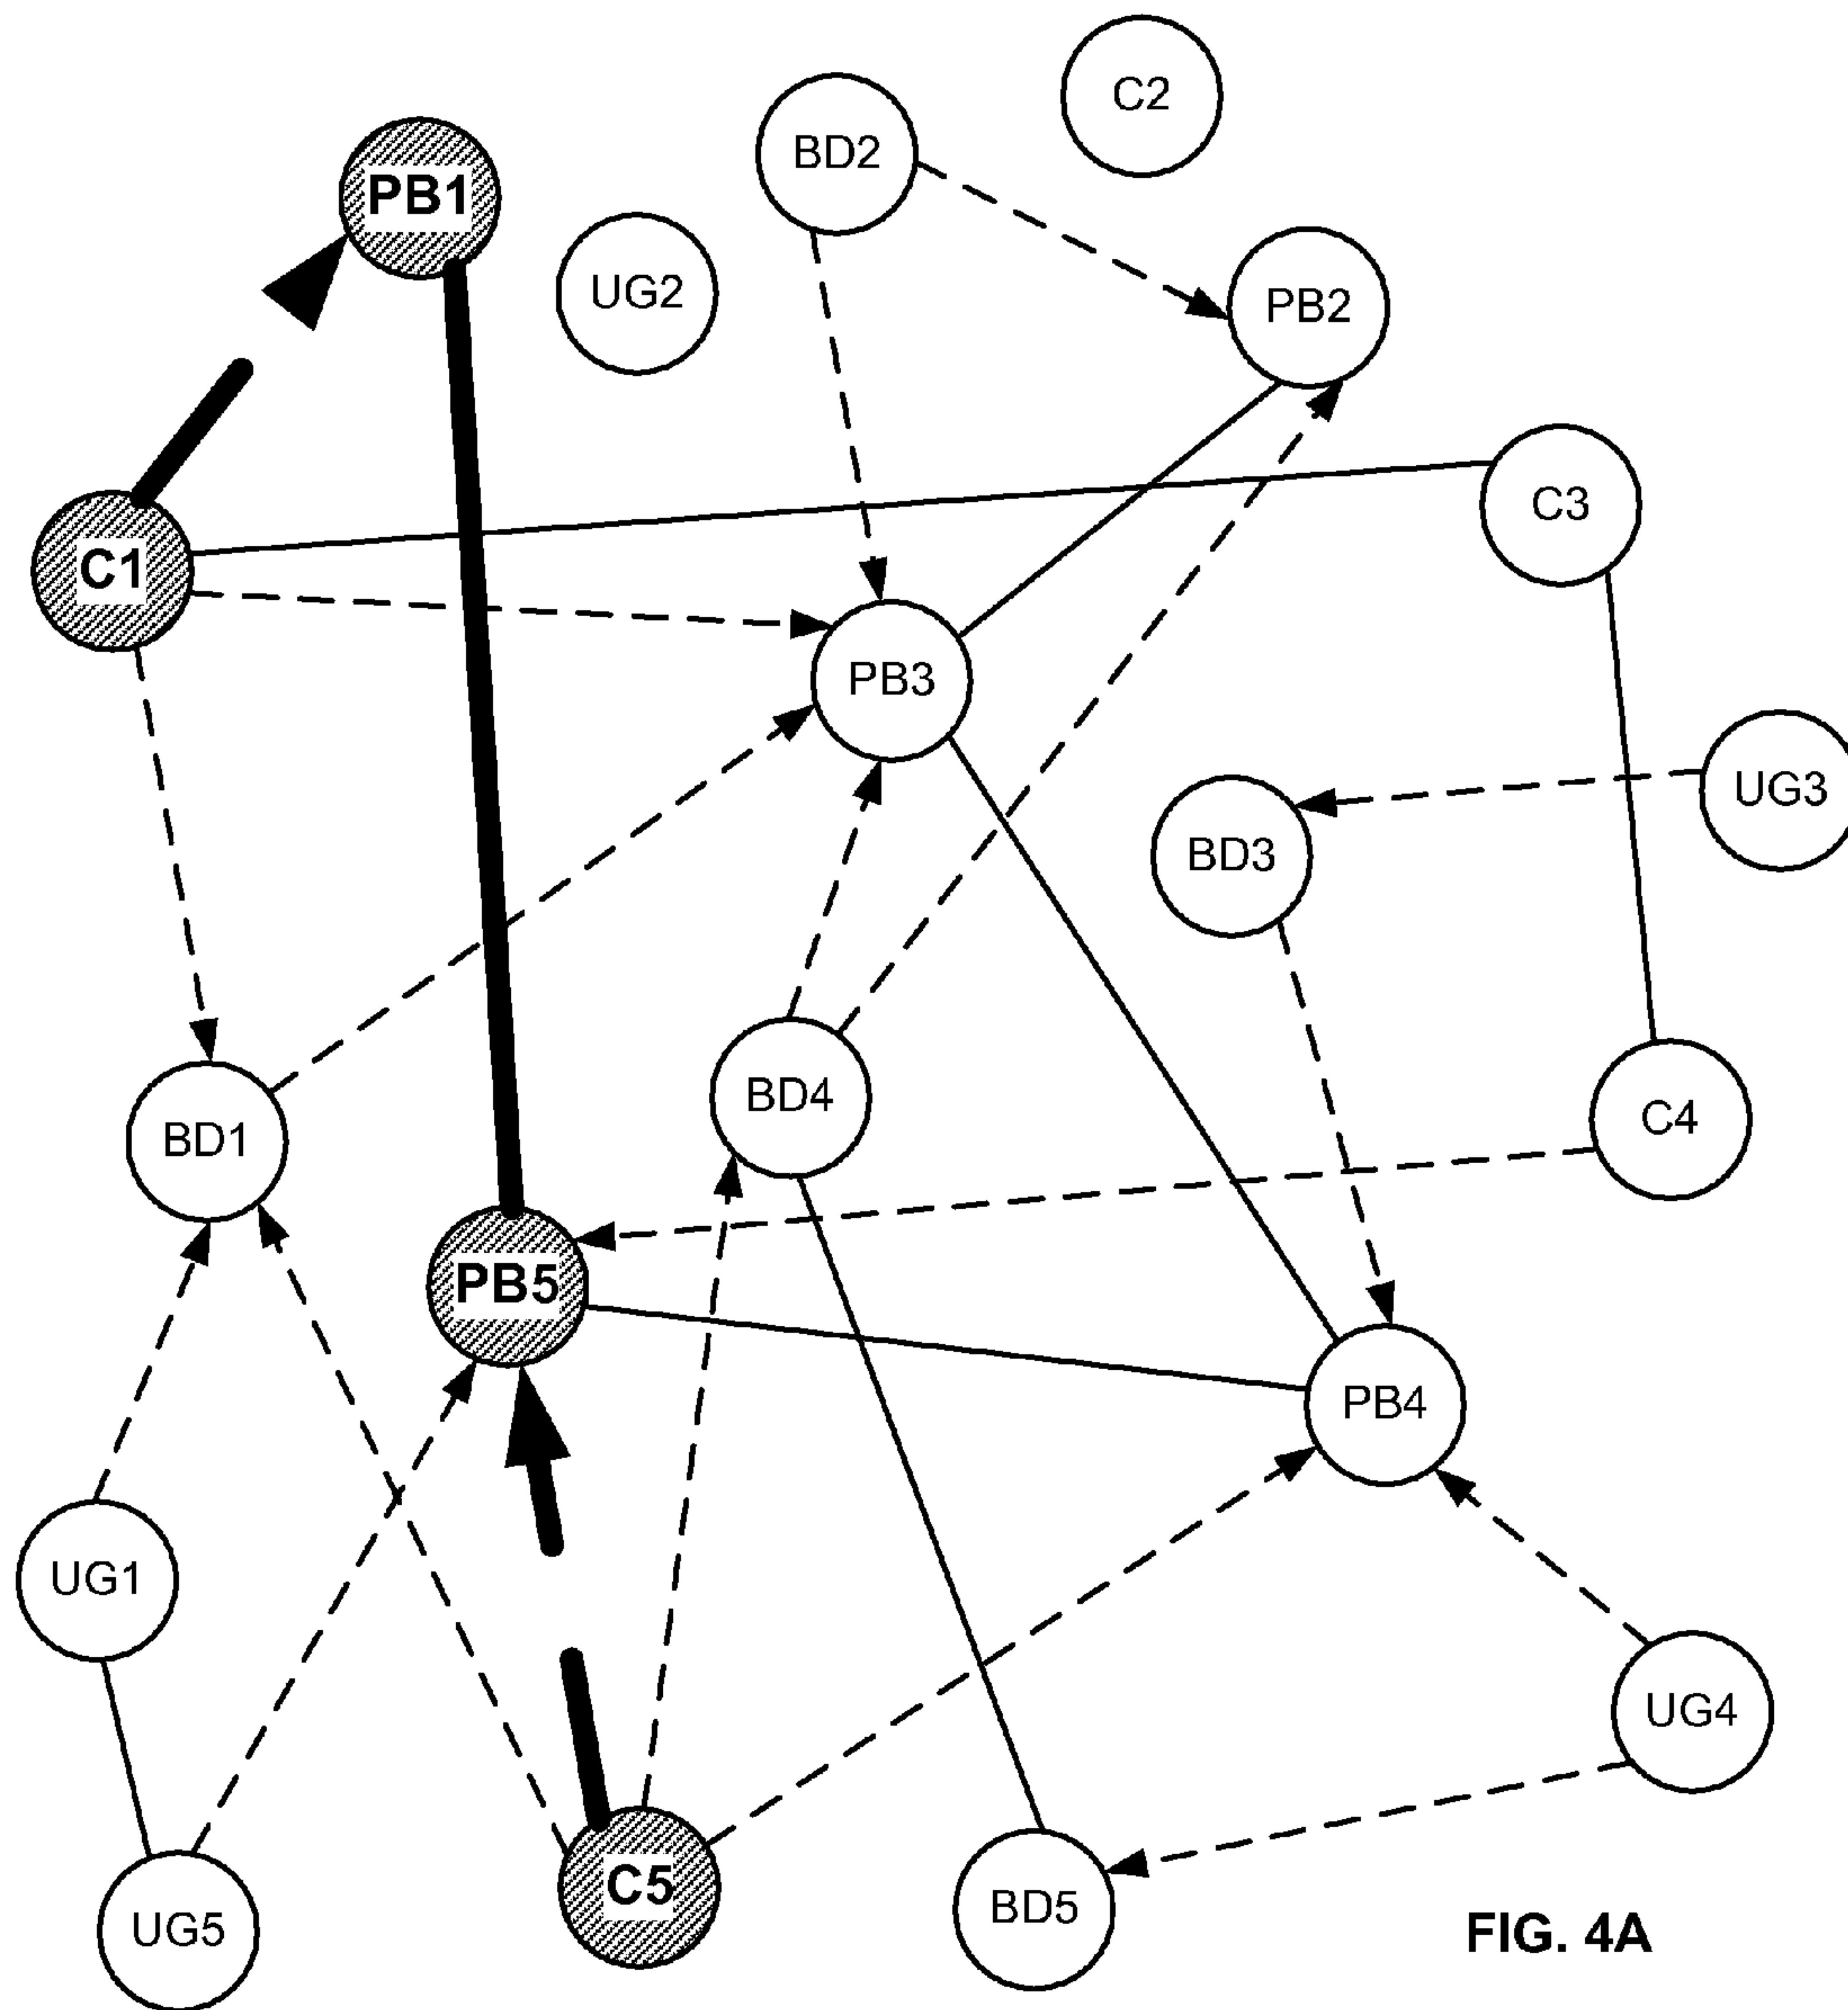 C2
BD2
PB1
UG2
PB2
C3
C1
PB3
UG3
BD3
BD4
C4
BD1
PB5
PB4
UG1
UG4
C5
BD5
UG5
FIG. 4A